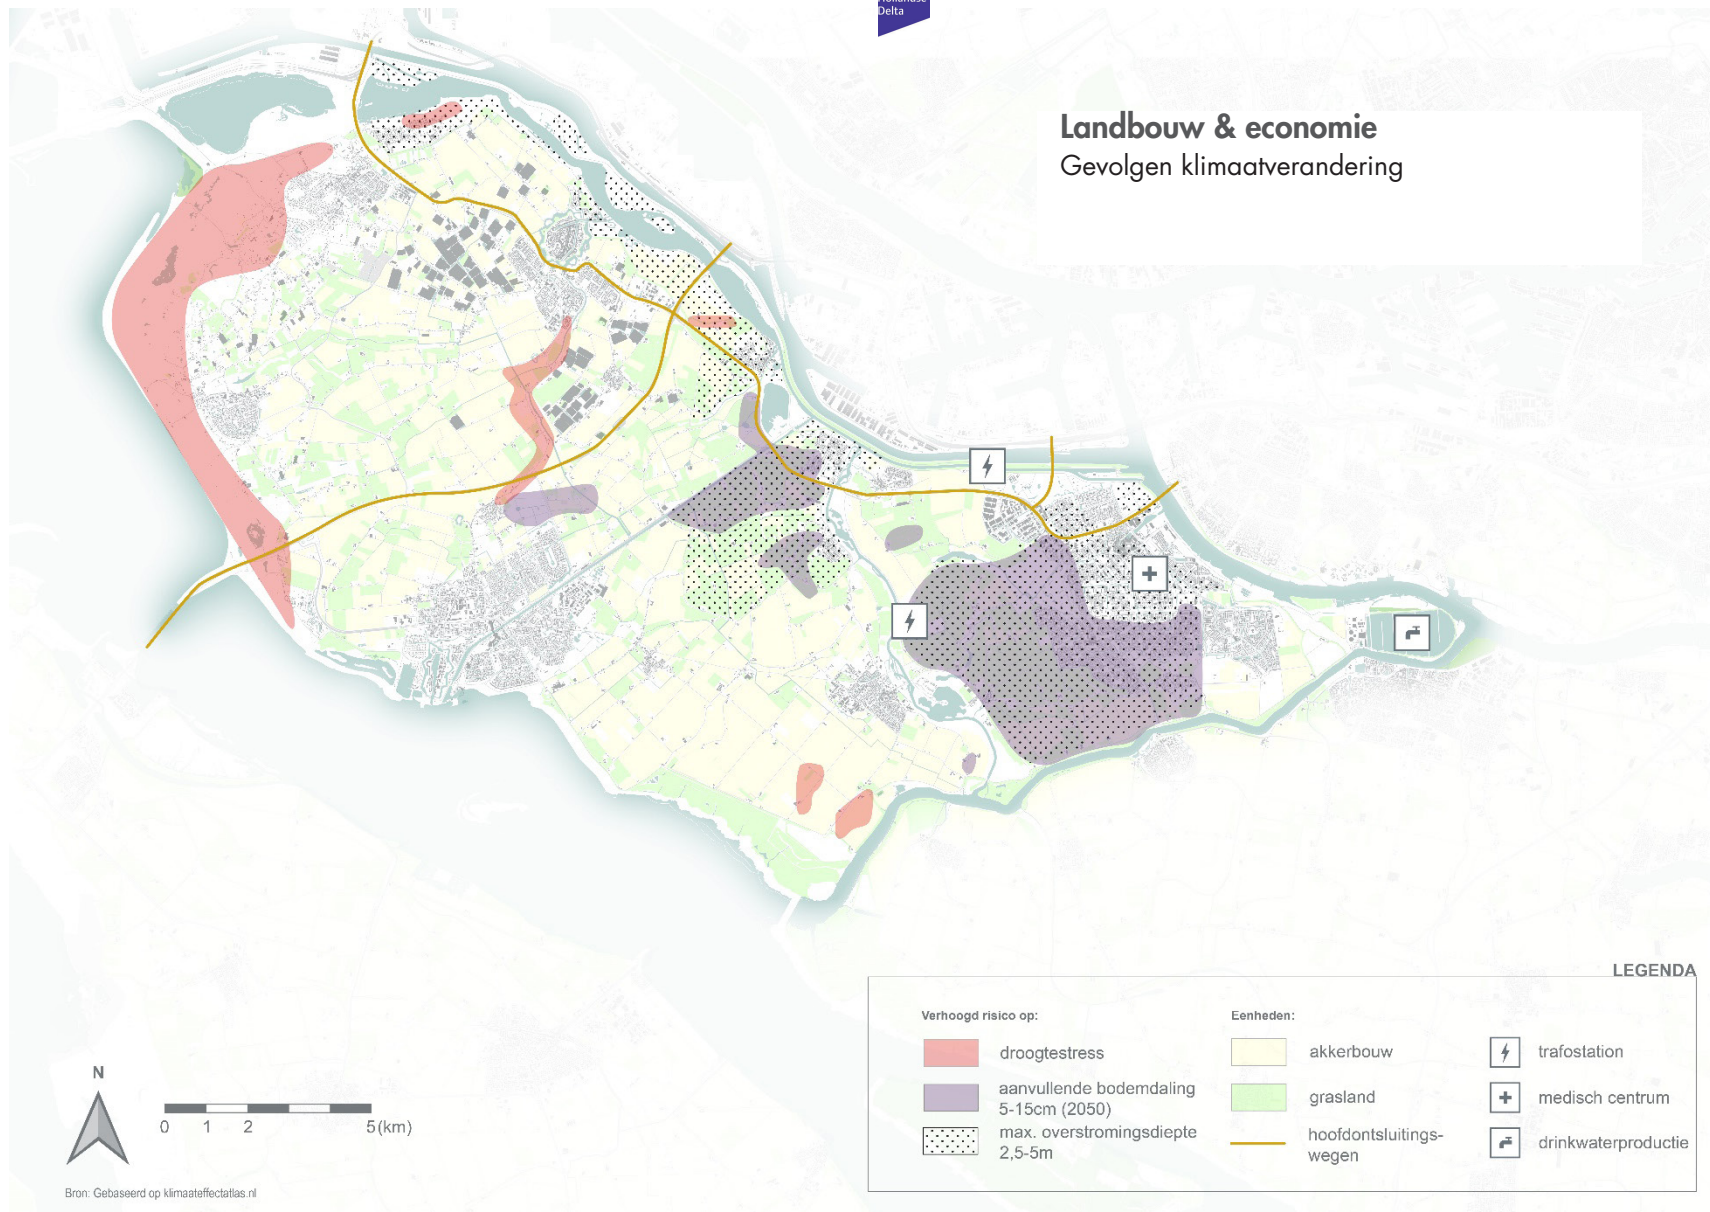 Delta
Landbouw & economie
Gevolgen klimaatverandering
LEGENDA
Verhoogd risico op:
droogtestress
aanvullende bodemdaling
5-15cm (2050)
max. overstromingsdiepte
2,5-5m
Eenheden:
akkerbouw
grasland
hoofdontsluitings-
wegen
trafostation
medisch centrum
drinkwaterproductie
N
0 1 2 5(km)
Bron: Gebaseerd op klimaateffectatlas.nl